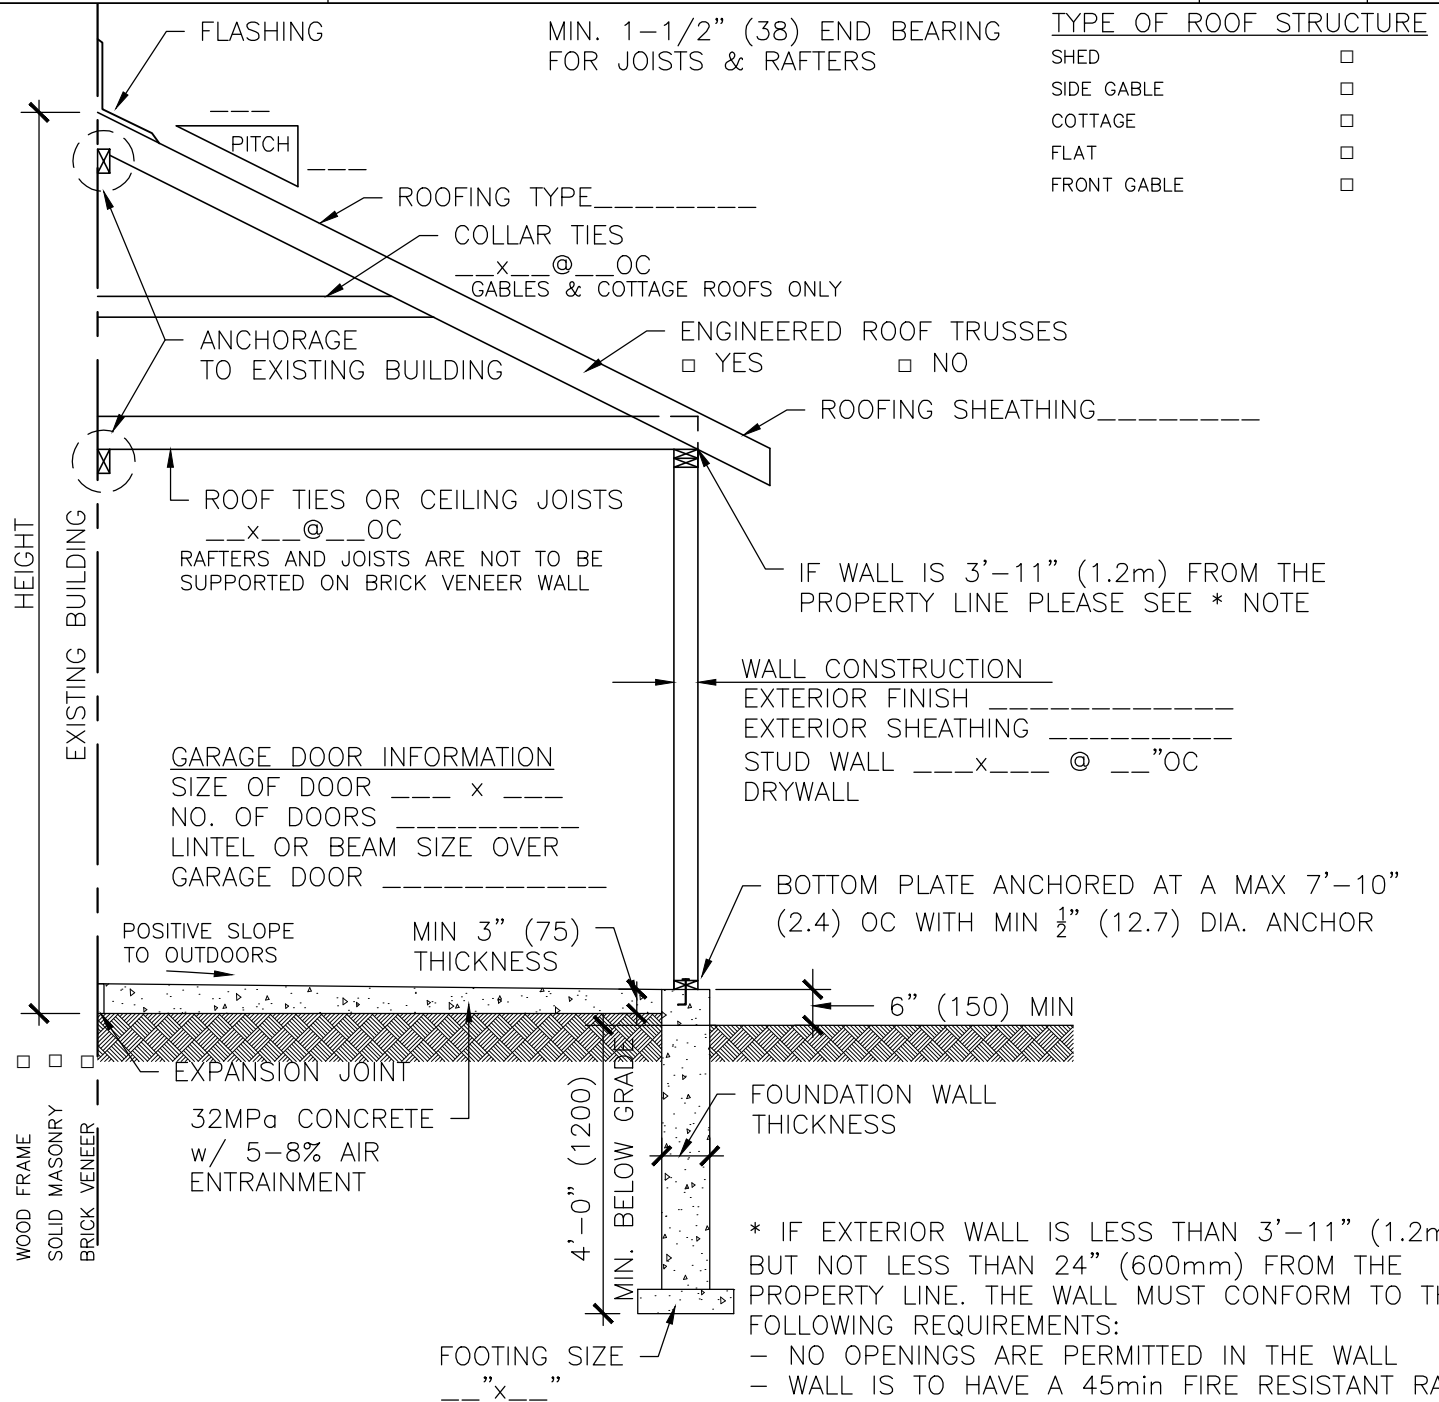 FLASHING
MIN. 1-1/2" (38) END BEARING
FOR JOISTS & RAFTERS
TYPE OF ROOF STRUCTURE
SHED □
SIDE GABLE □
COTTAGE □
FLAT □
FRONT GABLE □
___
PITCH
___
ROOFING TYPE________
COLLAR TIES
__x__@__OC
GABLES & COTTAGE ROOFS ONLY
ANCHORAGE
TO EXISTING BUILDING
ENGINEERED ROOF TRUSSES
□ YES □ NO
ROOFING SHEATHING________
ROOF TIES OR CEILING JOISTS
__x__@__OC
RAFTERS AND JOISTS ARE NOT TO BE
SUPPORTED ON BRICK VENEER WALL
HEIGHT
EXISTING BUILDING
IF WALL IS 3'-11" (1.2m) FROM THE
PROPERTY LINE PLEASE SEE * NOTE
WALL CONSTRUCTION
EXTERIOR FINISH ____________
EXTERIOR SHEATHING _________
STUD WALL ___x___ @ __"OC
DRYWALL
GARAGE DOOR INFORMATION
SIZE OF DOOR ___ x ___
NO. OF DOORS _________
LINTEL OR BEAM SIZE OVER
GARAGE DOOR ___________
BOTTOM PLATE ANCHORED AT A MAX 7'-10"
(2.4) OC WITH MIN ½" (12.7) DIA. ANCHOR
POSITIVE SLOPE
TO OUTDOORS
MIN 3" (75)
THICKNESS
6" (150) MIN
EXPANSION JOINT
32MPa CONCRETE
w/ 5-8% AIR
ENTRAINMENT
□ WOOD FRAME
□ SOLID MASONRY
□ BRICK VENEER
4'-0" (1200)
MIN. BELOW GRADE
FOUNDATION WALL
THICKNESS
FOOTING SIZE
__"x__"
* IF EXTERIOR WALL IS LESS THAN 3'-11" (1.2m
BUT NOT LESS THAN 24" (600mm) FROM THE
PROPERTY LINE. THE WALL MUST CONFORM TO
FOLLOWING REQUIREMENTS:
- NO OPENINGS ARE PERMITTED IN THE WALL
- WALL IS TO HAVE A 45min FIRE RESISTANT